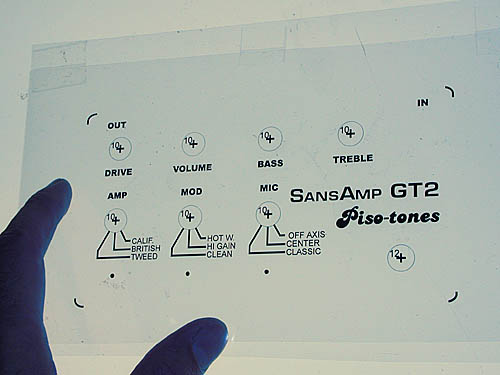 IN
OUT
10 10 10 10
DRIVE VOLUME BASS TREBLE
AMP MOD MIC
SANSAMP GT2
Piso-tones
10 10 10
CALIF. HOT W. OFF AXIS
BRITISH HI GAIN CENTER
TWEED CLEAN CLASSIC
12